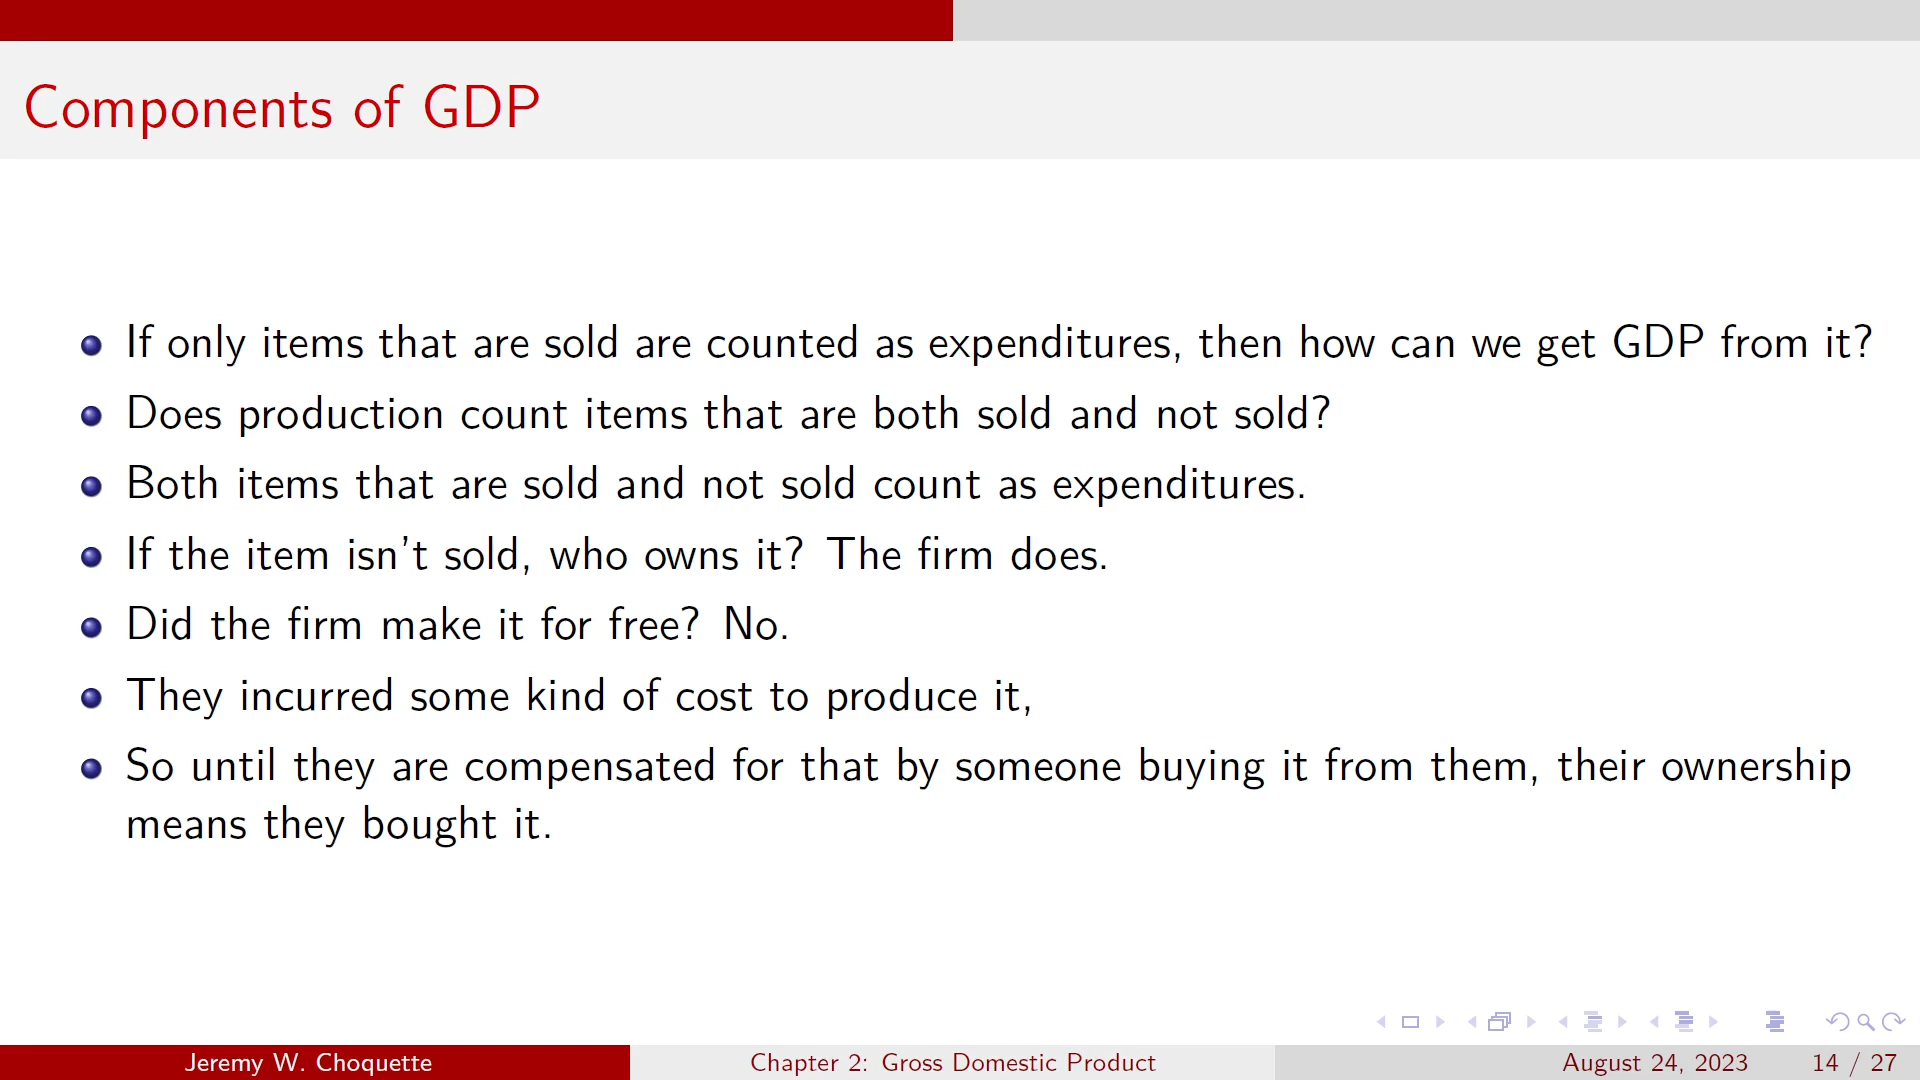 Components of GDP
If only items that are sold are counted as expenditures, then how can we get GDP from it?
Does production count items that are both sold and not sold?
Both items that are sold and not sold count as expenditures.
If the item isn't sold, who owns it? The firm does.
Did the firm make it for free? No.
They incurred some kind of cost to produce it,
So until they are compensated for that by someone buying it from them, their ownership
means they bought it.
Jeremy W. Choquette Chapter 2: Gross Domestic Product August 24, 2023 14 / 27